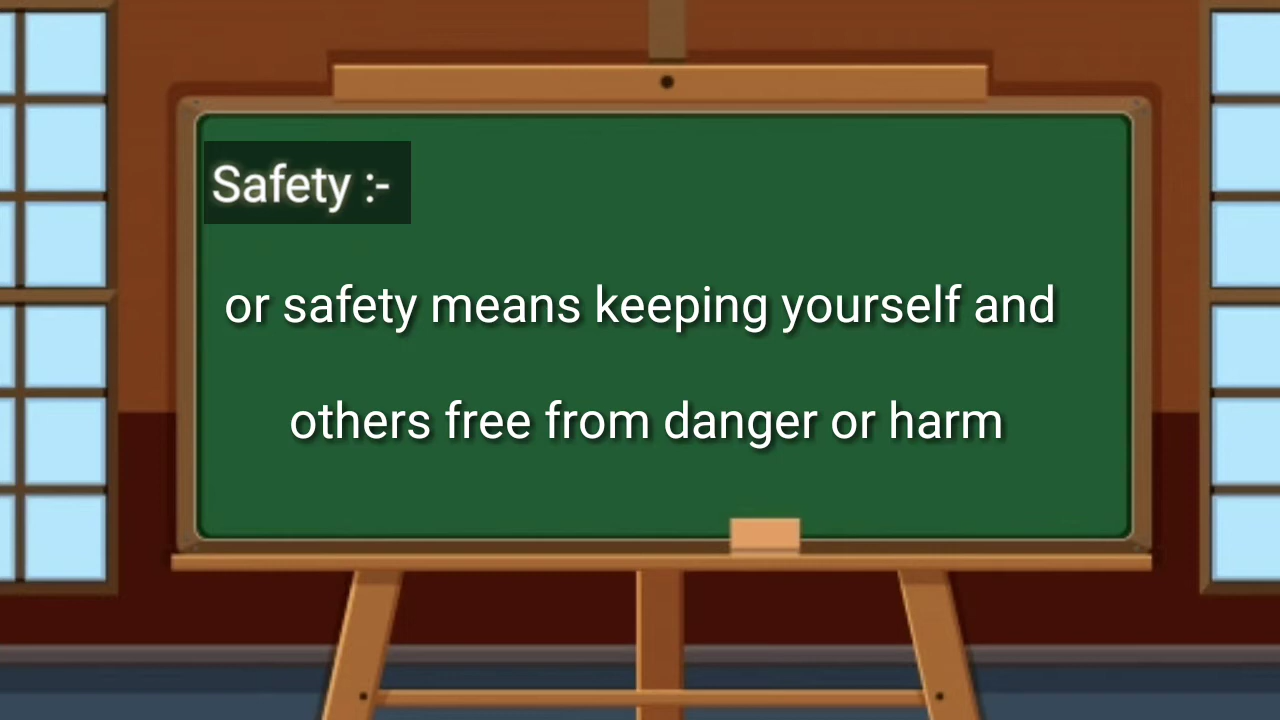 Safety :-
or safety means keeping yourself and
others free from danger or harm